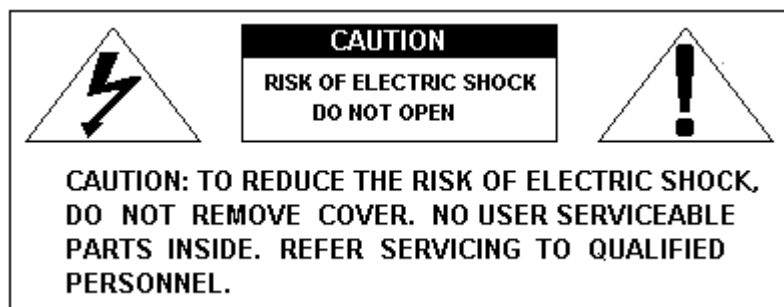 CAUTION
RISK OF ELECTRIC SHOCK
DO NOT OPEN
CAUTION: TO REDUCE THE RISK OF ELECTRIC SHOCK,
DO NOT REMOVE COVER. NO USER SERVICEABLE
PARTS INSIDE. REFER SERVICING TO QUALIFIED
PERSONNEL.